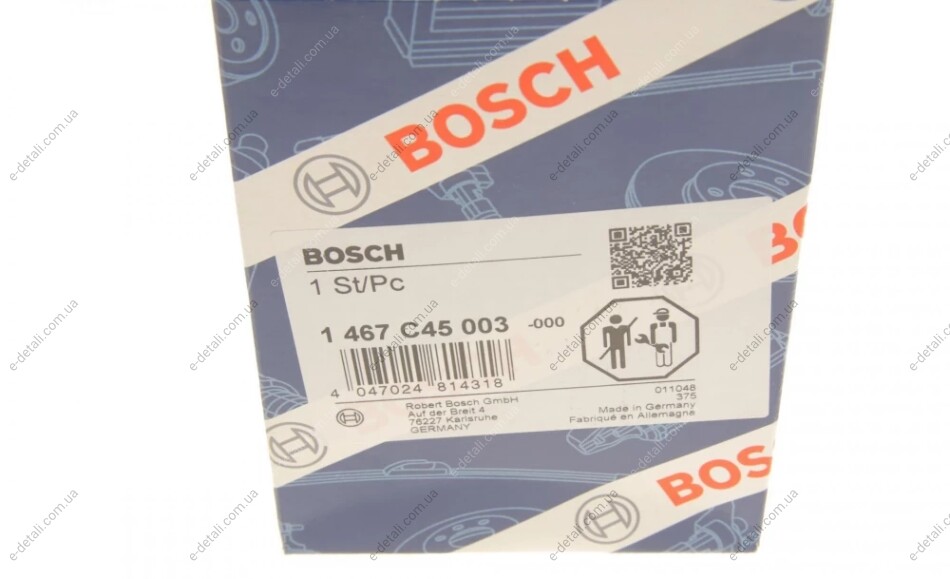 BOSCH
BOSCH
1 St/Pc
1 467 C45 003 -000
4 047024 814318
Robert Bosch GmbH
Auf der Breit 4
76227 Karlsruhe
GERMANY
011048
375
Made in Germany
Fabriqué en Allemagne
BOSCH
e-detali.com.ua